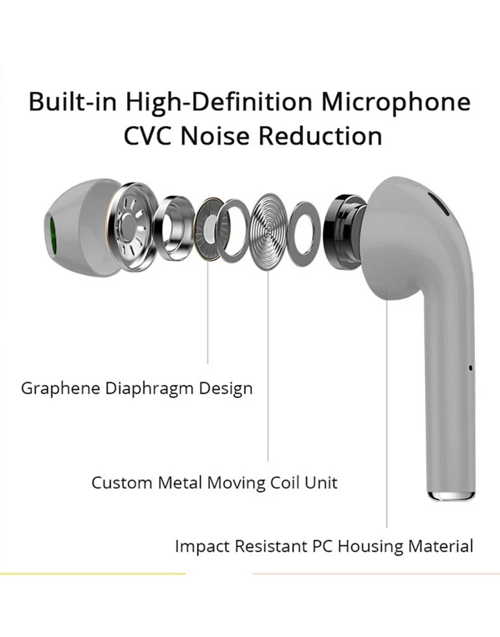 Built-in High-Definition Microphone
CVC Noise Reduction
Graphene Diaphragm Design
Custom Metal Moving Coil Unit
Impact Resistant PC Housing Material